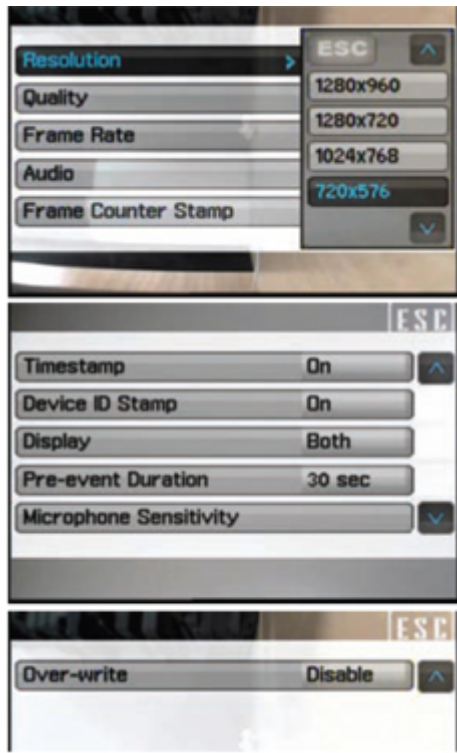 Resolution > ESC
1280x960
Quality
1280x720
Frame Rate
1024x768
Audio
720x576
Frame Counter Stamp
ESC
Timestamp On
Device ID Stamp On
Display Both
Pre-event Duration 30 sec
Microphone Sensitivity
ESC
Over-write Disable